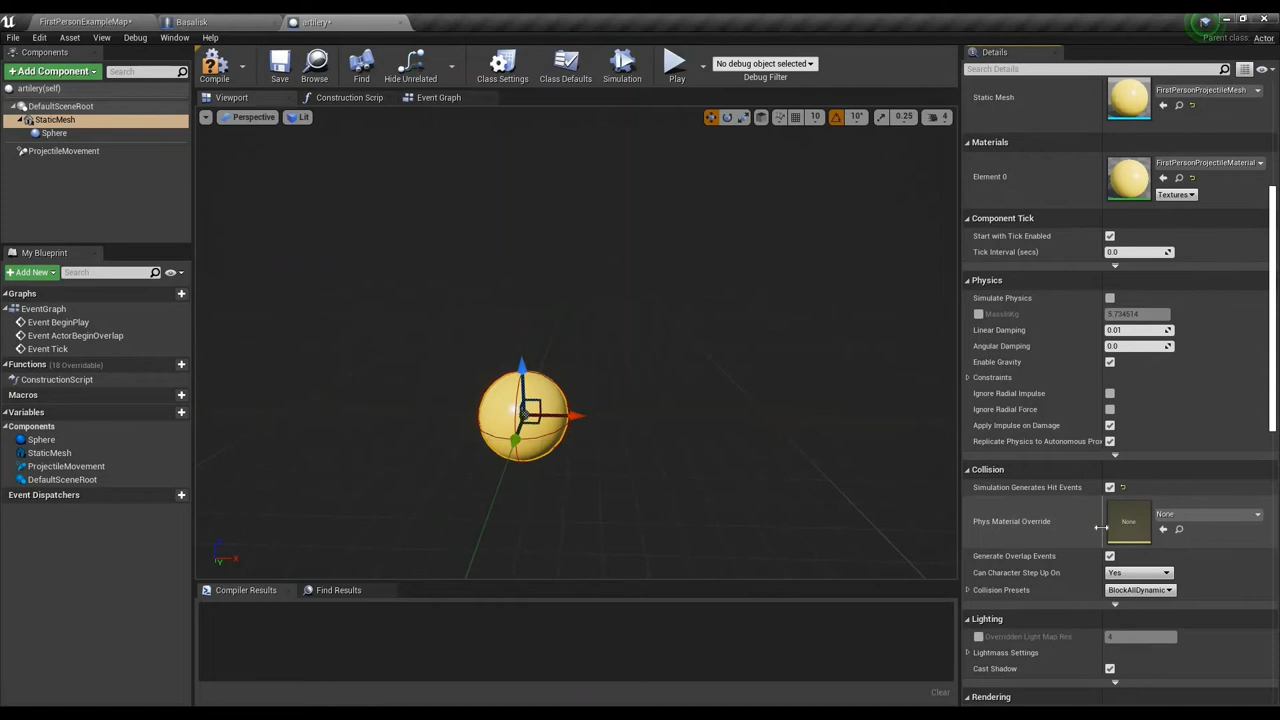 FirstPersonExampleMap*
Basalisk
artilery*
File Edit Asset View Debug Window Help
Parent class: Actor
Components
+Add Component
Search
artilery(self)
DefaultSceneRoot
StaticMesh
Sphere
ProjectileMovement
My Blueprint
+Add New
Search
Graphs
EventGraph
Event BeginPlay
Event ActorBeginOverlap
Event Tick
Functions (18 Overridable)
ConstructionScript
Macros
Variables
Components
Sphere
StaticMesh
ProjectileMovement
DefaultSceneRoot
Event Dispatchers
Compile
Save
Browse
Find
Hide Unrelated
Class Settings
Class Defaults
Simulation
Play
No debug object selected
Debug Filter
Viewport
Construction Scrip
Event Graph
Perspective
Lit
10
10°
0.25
4
Z
X
Y
Compiler Results
Find Results
Clear
Details
Search Details
Static Mesh
FirstPersonProjectileMesh
Materials
Element 0
FirstPersonProjectileMaterial
Textures
Component Tick
Start with Tick Enabled
Tick Interval (secs) 0.0
Physics
Simulate Physics
MassInKg 5.734514
Linear Damping 0.01
Angular Damping 0.0
Enable Gravity
Constraints
Ignore Radial Impulse
Ignore Radial Force
Apply Impulse on Damage
Replicate Physics to Autonomous Prox
Collision
Simulation Generates Hit Events
Phys Material Override
None
None
Generate Overlap Events
Can Character Step Up On Yes
Collision Presets BlockAllDynamic
Lighting
Overridden Light Map Res 4
Lightmass Settings
Cast Shadow
Rendering